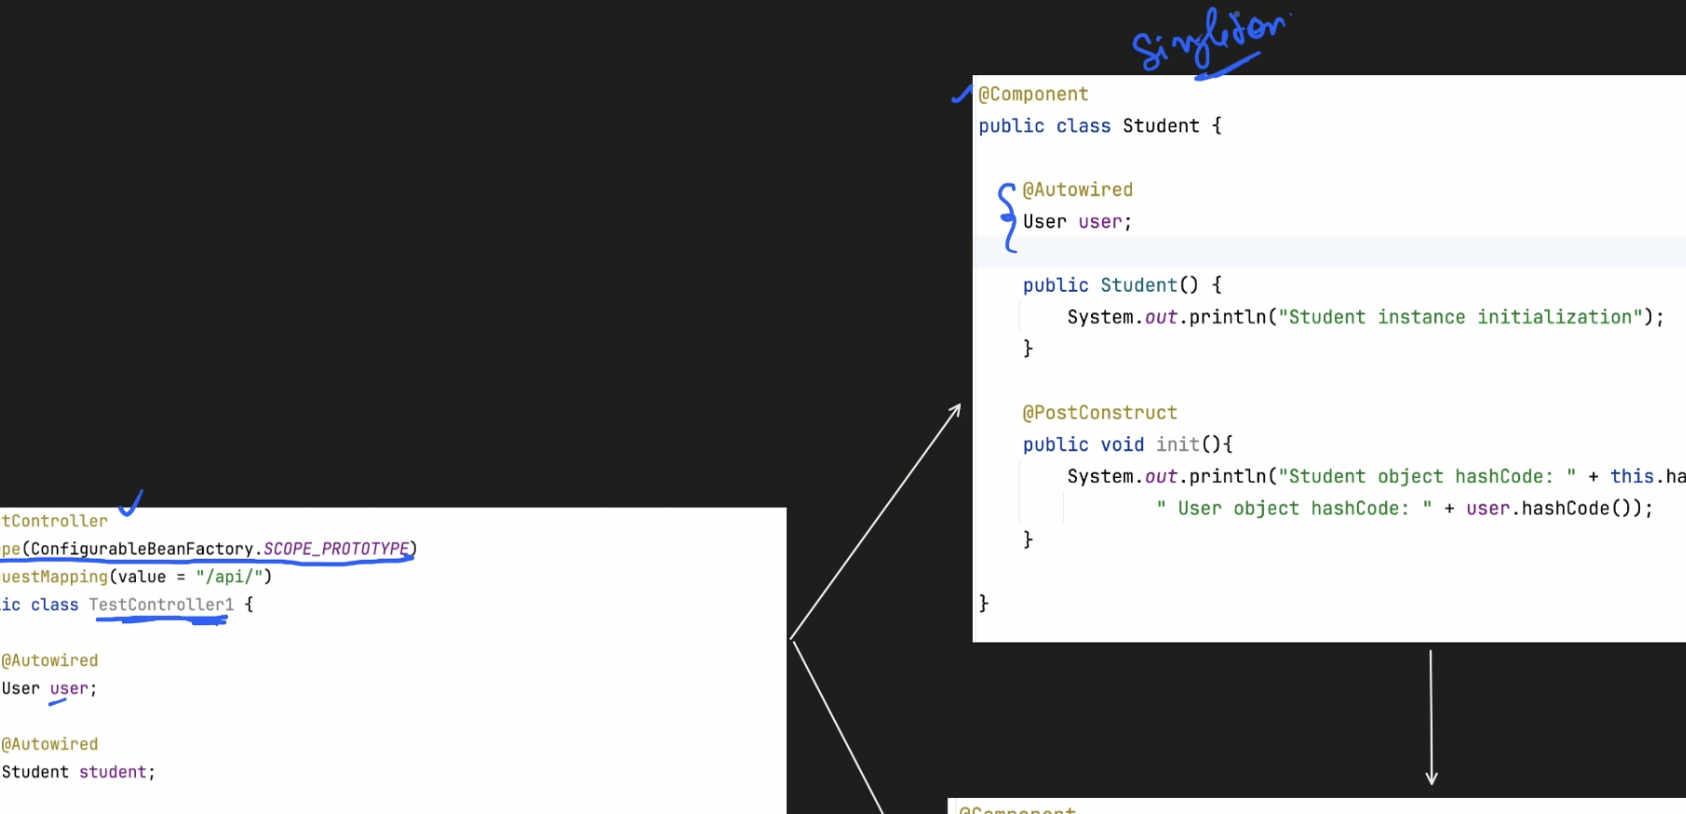 Singleton
@Component
public class Student {
@Autowired
User user;
public Student() {
System.out.println("Student instance initialization");
}
@PostConstruct
public void init(){
System.out.println("Student object hashCode: " + this.ha
" User object hashCode: " + user.hashCode());
}
}
tController
pe(ConfigurableBeanFactory.SCOPE_PROTOTYPE)
uestMapping(value = "/api/")
ic class TestController1 {
@Autowired
User user;
@Autowired
Student student;
@Component